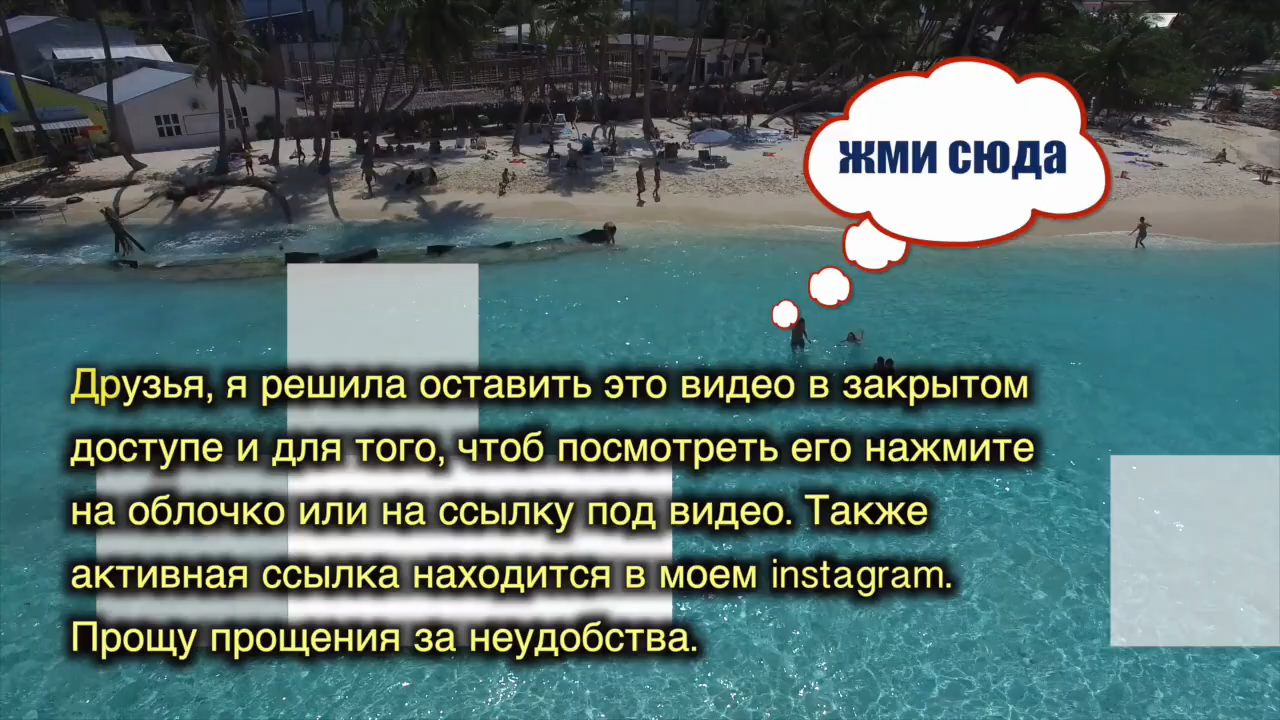 ЖМИ СЮДА
Друзья, я решила оставить это видео в закрытом
доступе и для того, чтоб посмотреть его нажмите
на облочко или на ссылку под видео. Также
активная ссылка находится в моем instagram.
Прощу прощения за неудобства.